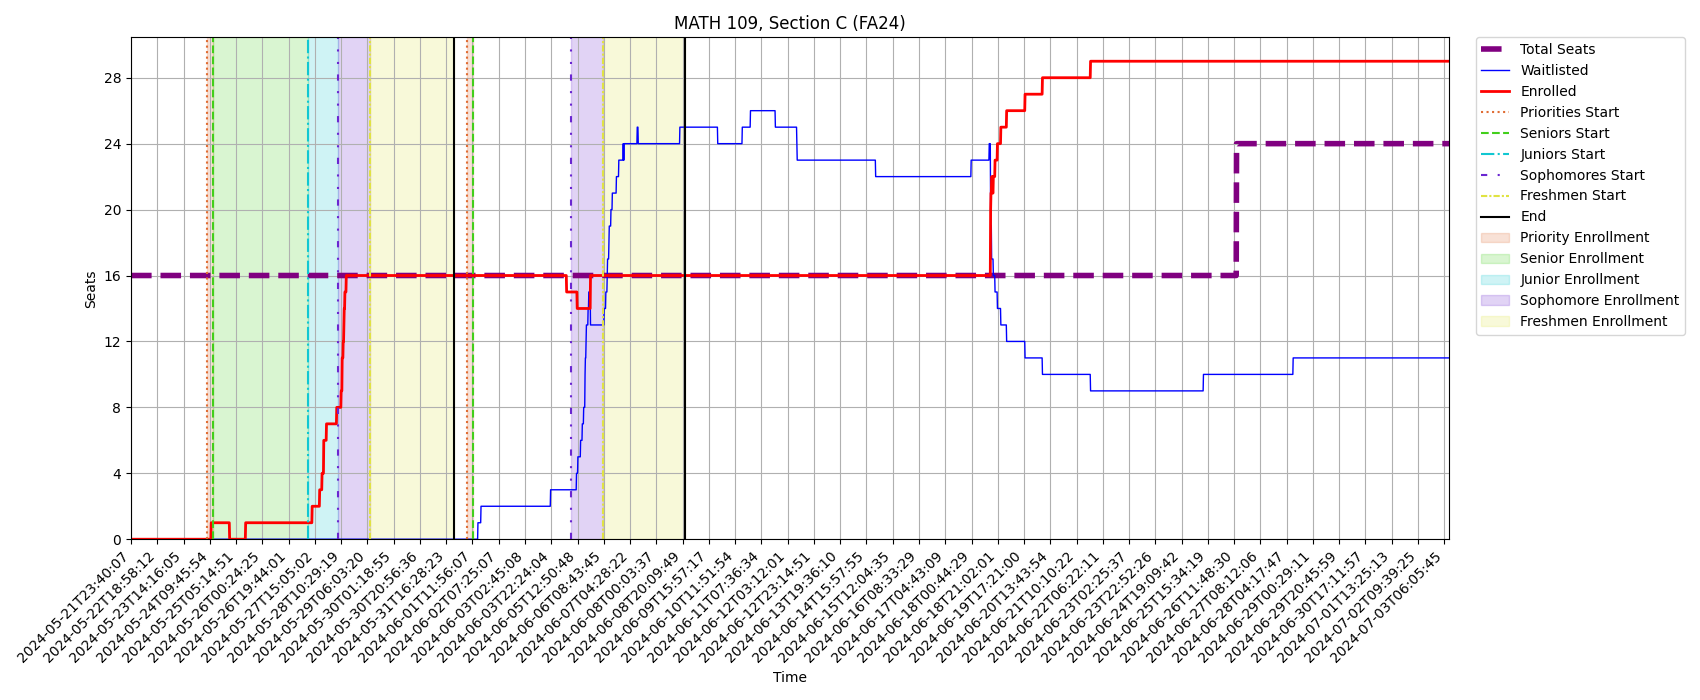 MATH 109, Section C (FA24)
Total Seats
Waitlisted
Enrolled
Priorities Start
Seniors Start
Juniors Start
Sophomores Start
Freshmen Start
End
Priority Enrollment
Senior Enrollment
Junior Enrollment
Sophomore Enrollment
Freshmen Enrollment
Seats
28
24
20
16
12
8
4
0
2024-05-21T23:40:07
2024-05-22T18:58:12
2024-05-23T14:16:05
2024-05-24T09:45:54
2024-05-25T05:14:51
2024-05-26T00:24:25
2024-05-26T19:44:01
2024-05-27T15:05:02
2024-05-28T10:29:19
2024-05-29T06:03:20
2024-05-30T01:18:55
2024-05-30T20:56:36
2024-05-31T16:28:23
2024-06-01T11:56:07
2024-06-02T07:25:07
2024-06-03T02:45:08
2024-06-03T22:24:04
2024-06-05T12:50:48
2024-06-06T08:43:45
2024-06-07T04:28:22
2024-06-08T00:03:37
2024-06-08T20:09:49
2024-06-09T15:57:17
2024-06-10T11:51:54
2024-06-11T07:36:34
2024-06-12T03:12:01
2024-06-12T23:14:51
2024-06-13T19:36:10
2024-06-14T15:57:55
2024-06-15T12:04:35
2024-06-16T08:33:29
2024-06-17T04:43:09
2024-06-18T00:44:29
2024-06-18T21:02:01
2024-06-19T17:21:00
2024-06-20T13:43:54
2024-06-21T10:10:22
2024-06-22T06:22:11
2024-06-23T02:25:37
2024-06-23T22:52:26
2024-06-24T19:09:42
2024-06-25T15:34:19
2024-06-26T11:48:30
2024-06-27T08:12:06
2024-06-28T04:17:47
2024-06-29T00:29:11
2024-06-29T20:45:59
2024-06-30T17:11:57
2024-07-01T13:25:13
2024-07-02T09:39:25
2024-07-03T06:05:45
Time